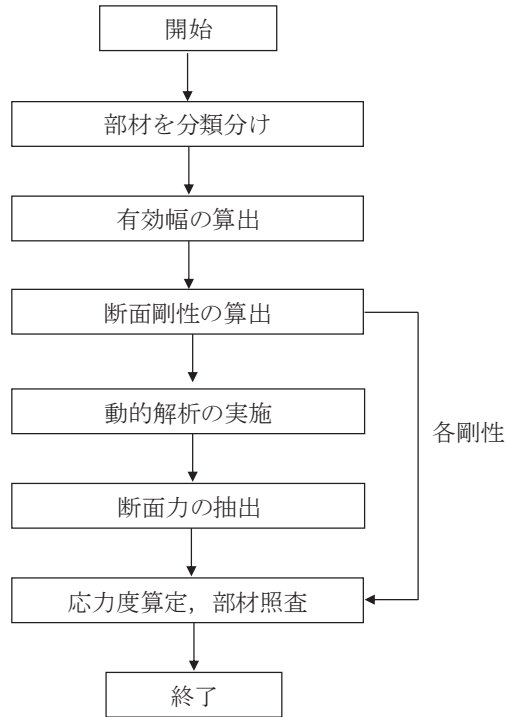 開始
部材を分類分け
有効幅の算出
断面剛性の算出
動的解析の実施
各剛性
断面力の抽出
応力度算定，部材照査
終了